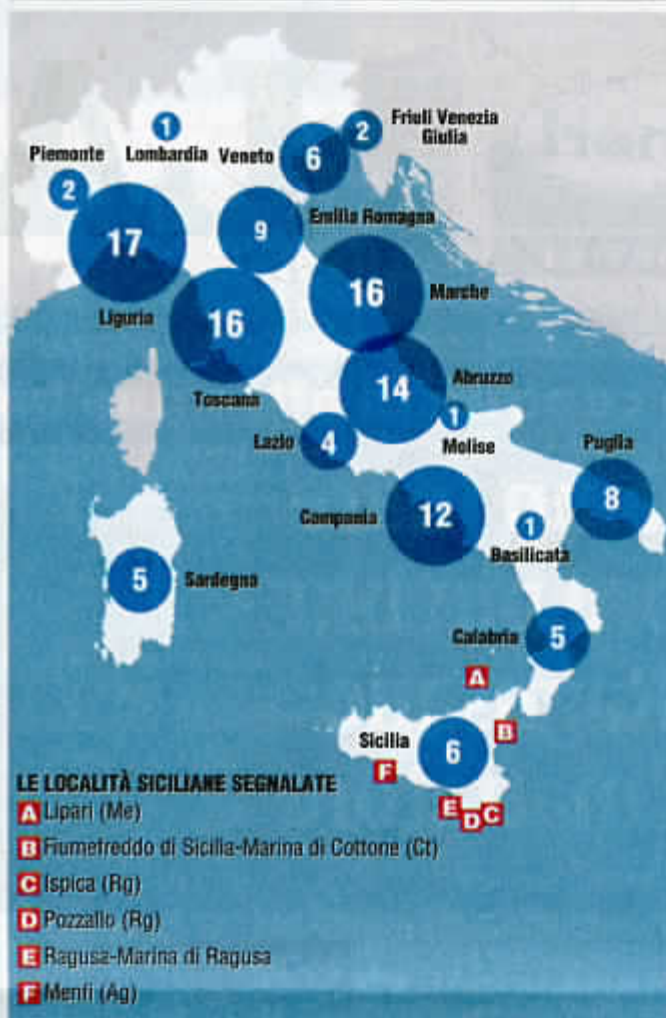 1
2
Friuli Venezia
Giulia
Piemonte
Lombardia
Veneto
6
2
9
Emilia Romagna
17
Liguria
16
Marche
16
Toscana
14
Abruzzo
1
Molise
Lazio
4
Puglia
8
Campania
12
1
Basilicata
5
Sardegna
Calabria
5
A
Sicilia
6
B
F
E
D
C
LE LOCALITÀ SICILIANE SEGNALATE
A Lipari (Me)
B Fiumefreddo di Sicilia-Marina di Cottone (Ct)
C Ispica (Rg)
D Pozzallo (Rg)
E Ragusa-Marina di Ragusa
F Menfi (Ag)